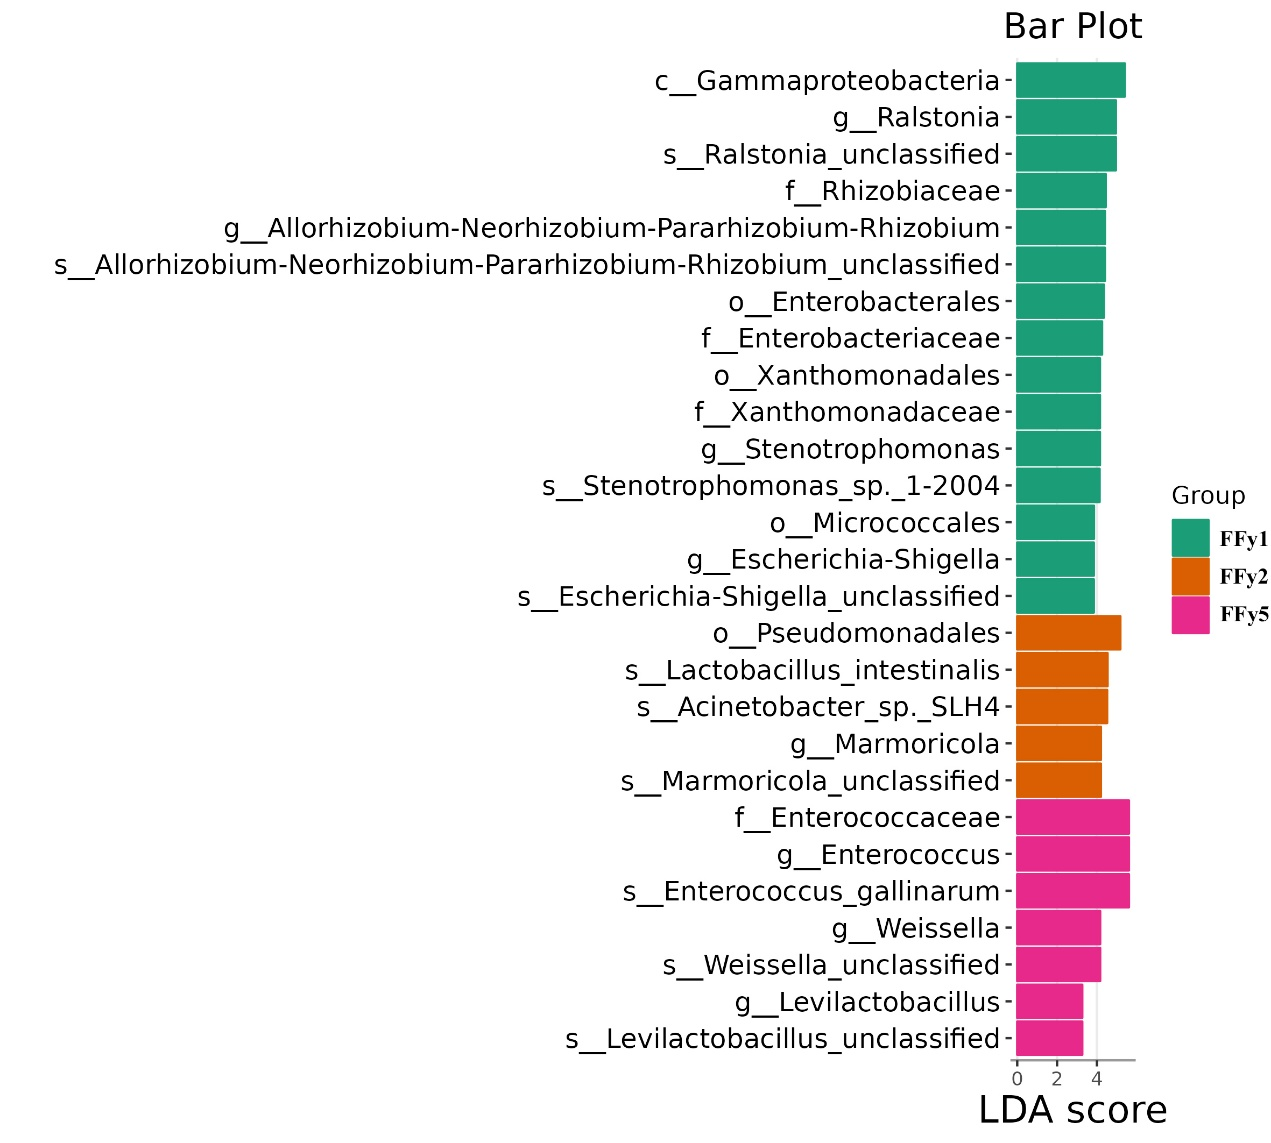 Bar Plot
c__Gammaproteobacteria
g__Ralstonia
s__Ralstonia_unclassified
f__Rhizobiaceae
g__Allorhizobium-Neorhizobium-Pararhizobium-Rhizobium
s__Allorhizobium-Neorhizobium-Pararhizobium-Rhizobium_unclassified
o__Enterobacterales
f__Enterobacteriaceae
o__Xanthomonadales
f__Xanthomonadaceae
g__Stenotrophomonas
s__Stenotrophomonas_sp._1-2004
o__Micrococcales
g__Escherichia-Shigella
s__Escherichia-Shigella_unclassified
o__Pseudomonadales
s__Lactobacillus_intestinalis
s__Acinetobacter_sp._SLH4
g__Marmoricola
s__Marmoricola_unclassified
f__Enterococcaceae
g__Enterococcus
s__Enterococcus_gallinarum
g__Weissella
s__Weissella_unclassified
g__Levilactobacillus
s__Levilactobacillus_unclassified
0 2 4
LDA score
Group
FFy1
FFy2
FFy5